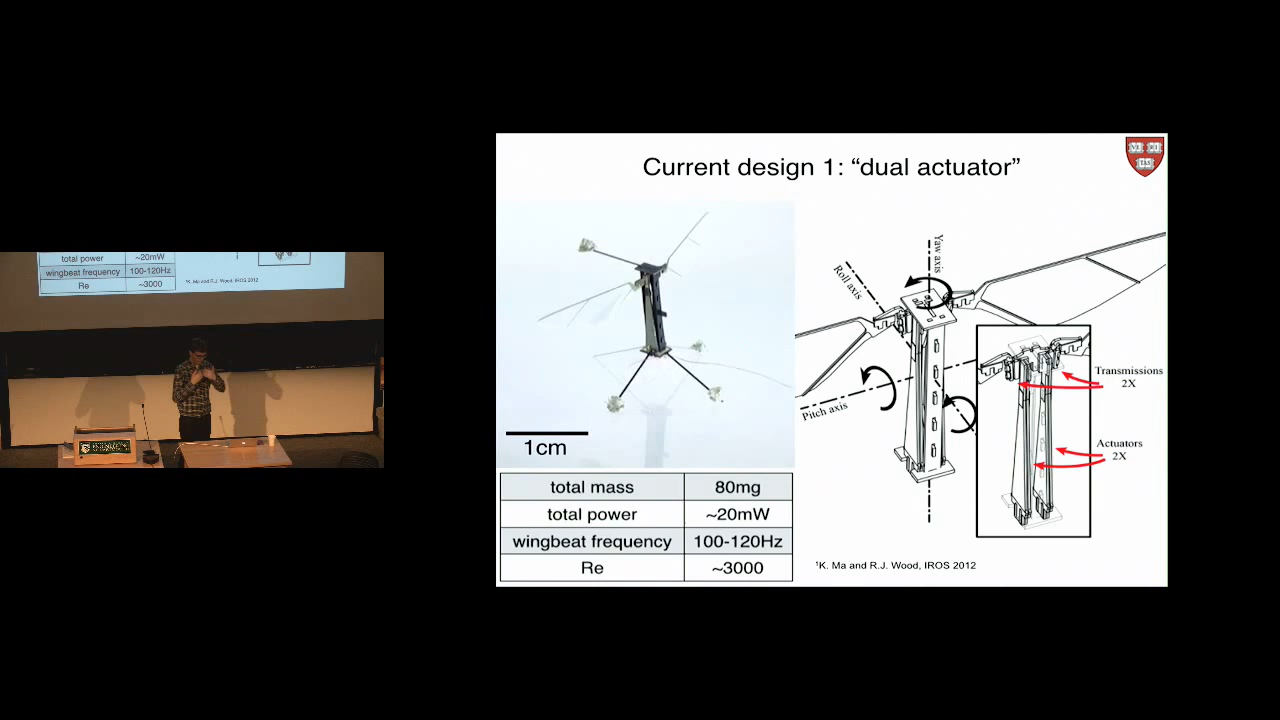 total power ~20mW
wingbeat frequency 100-120Hz
Re ~3000
¹K. Ma and R.J. Wood, IROS 2012
Current design 1: “dual actuator”
1cm
total mass 80mg
total power ~20mW
wingbeat frequency 100-120Hz
Re ~3000
Yaw axis
Roll axis
Pitch axis
Transmissions
2X
Actuators
2X
¹K. Ma and R.J. Wood, IROS 2012